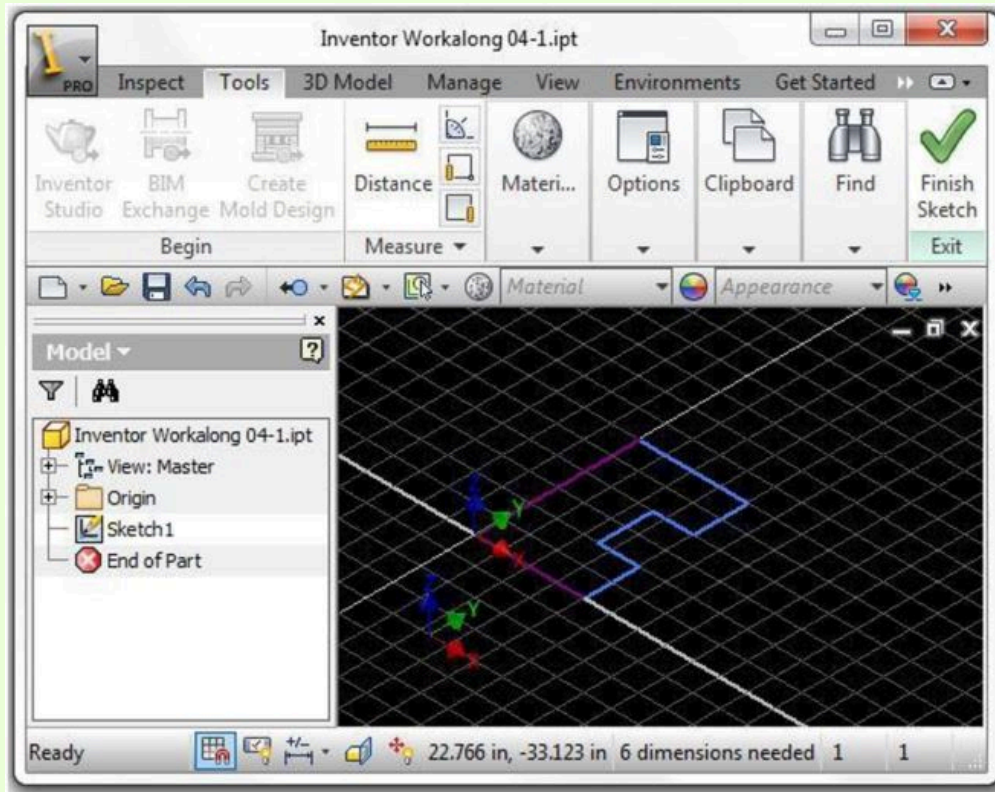 Inventor Workalong 04-1.ipt
PRO
Inspect Tools 3D Model Manage View Environments Get Started
Inventor Studio
BIM Exchange
Create Mold Design
Distance
Materi...
Options
Clipboard
Find
Finish Sketch
Begin
Measure
Exit
Material
Appearance
Model
Inventor Workalong 04-1.ipt
View: Master
Origin
Sketch1
End of Part
Z
Y
X
Z
Y
X
Ready
22.766 in, -33.123 in 6 dimensions needed 1 1